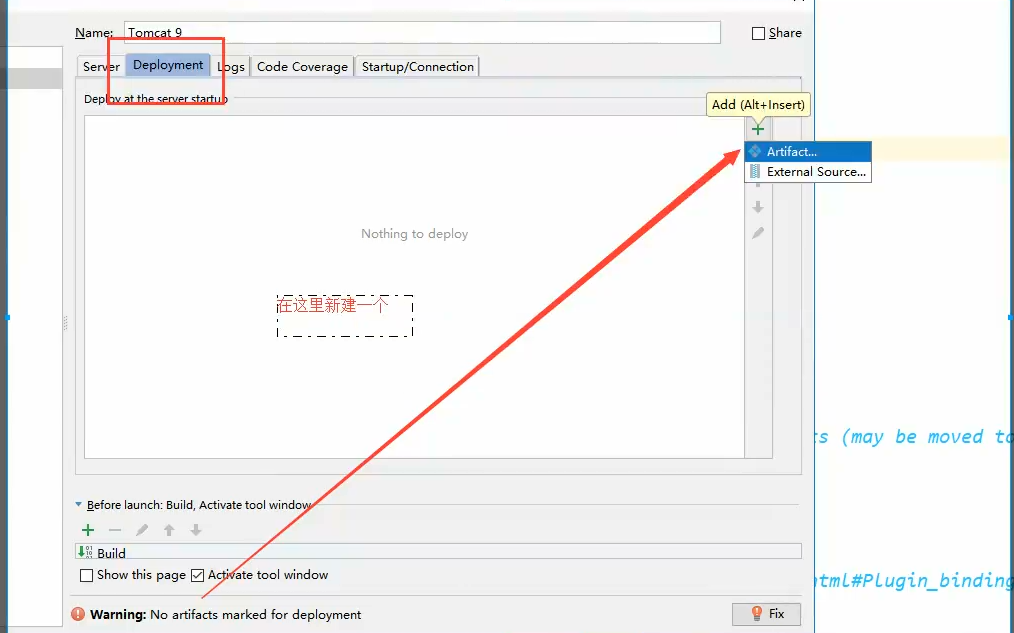 Name: Tomcat 9
Share
Server Deployment Logs Code Coverage Startup/Connection
Deploy at the server startup
Add (Alt+Insert)
Artifact...
External Source...
Nothing to deploy
在这里新建一个
(may be moved to
Before launch: Build, Activate tool window
Build
Show this page Activate tool window
html#Plugin_binding
Warning: No artifacts marked for deployment
Fix